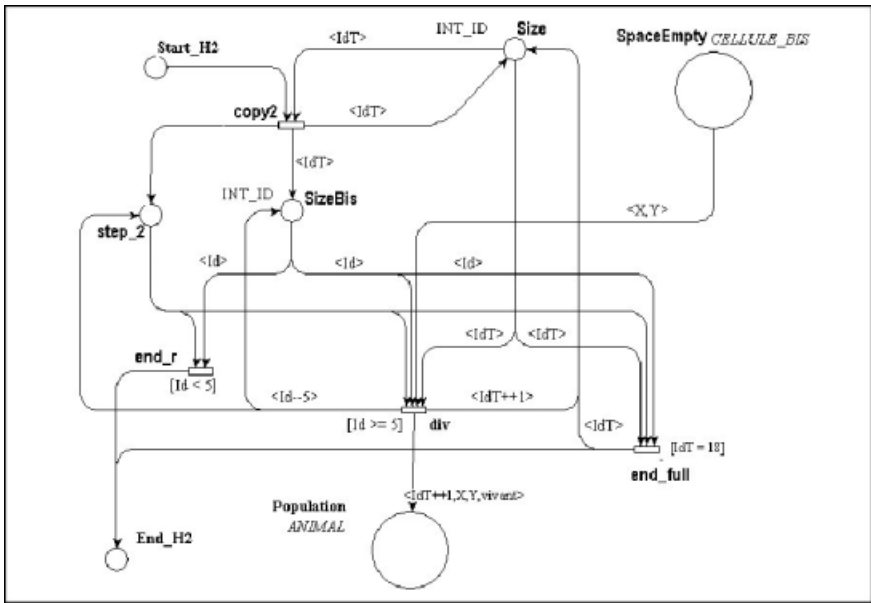 Start_H2
<IdT>
INT_ID
Size
SpaceEmpty CELLULE_BIS
copy2
<IdT>
<IdT>
INT_ID
SizeBis
<X,Y>
step_2
<Id>
<Id>
<Id>
<IdT>
<IdT>
end_r
[Id < 5]
<Id--5>
<IdT++1>
[Id >= 5]
div
<IdT>
[IdT = 18]
end_full
<IdT++1,X,Y,vivant>
Population
ANIMAL
End_H2